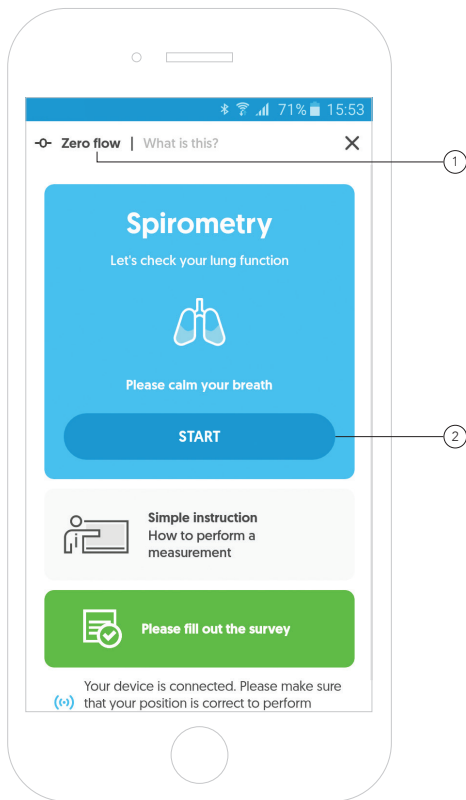 71% 15:53
-0- Zero flow | What is this? ×
1
Spirometry
Let's check your lung function
Please calm your breath
START
2
Simple instruction
How to perform a
measurement
Please fill out the survey
Your device is connected. Please make sure
that your position is correct to perform